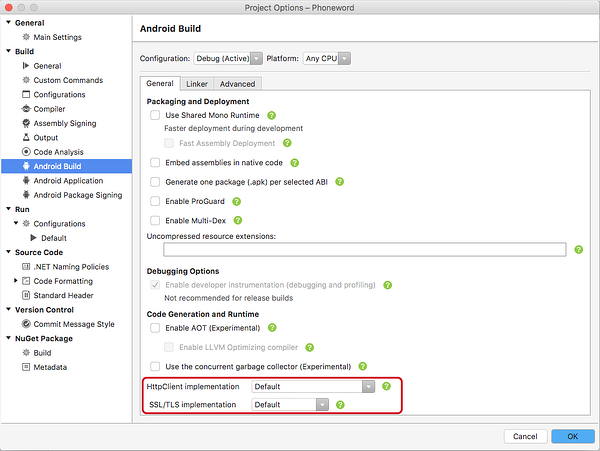 Project Options – Phoneword
General
Main Settings
Build
General
Custom Commands
Configurations
Compiler
Assembly Signing
Output
Code Analysis
Android Build
Android Application
Android Package Signing
Run
Configurations
Default
Source Code
.NET Naming Policies
Code Formatting
Standard Header
Version Control
Commit Message Style
NuGet Package
Build
Metadata
Android Build
Configuration: Debug (Active) Platform: Any CPU
General Linker Advanced
Packaging and Deployment
Use Shared Mono Runtime ?
Faster deployment during development
Fast Assembly Deployment ?
Embed assemblies in native code ?
Generate one package (.apk) per selected ABI ?
Enable ProGuard ?
Enable Multi-Dex ?
Uncompressed resource extensions:
?
Debugging Options
Enable developer instrumentation (debugging and profiling) ?
Not recommended for release builds
Code Generation and Runtime
Enable AOT (Experimental) ?
Enable LLVM Optimizing compiler ?
Use the concurrent garbage collector (Experimental) ?
HttpClient implementation Default ?
SSL/TLS implementation Default ?
Cancel OK